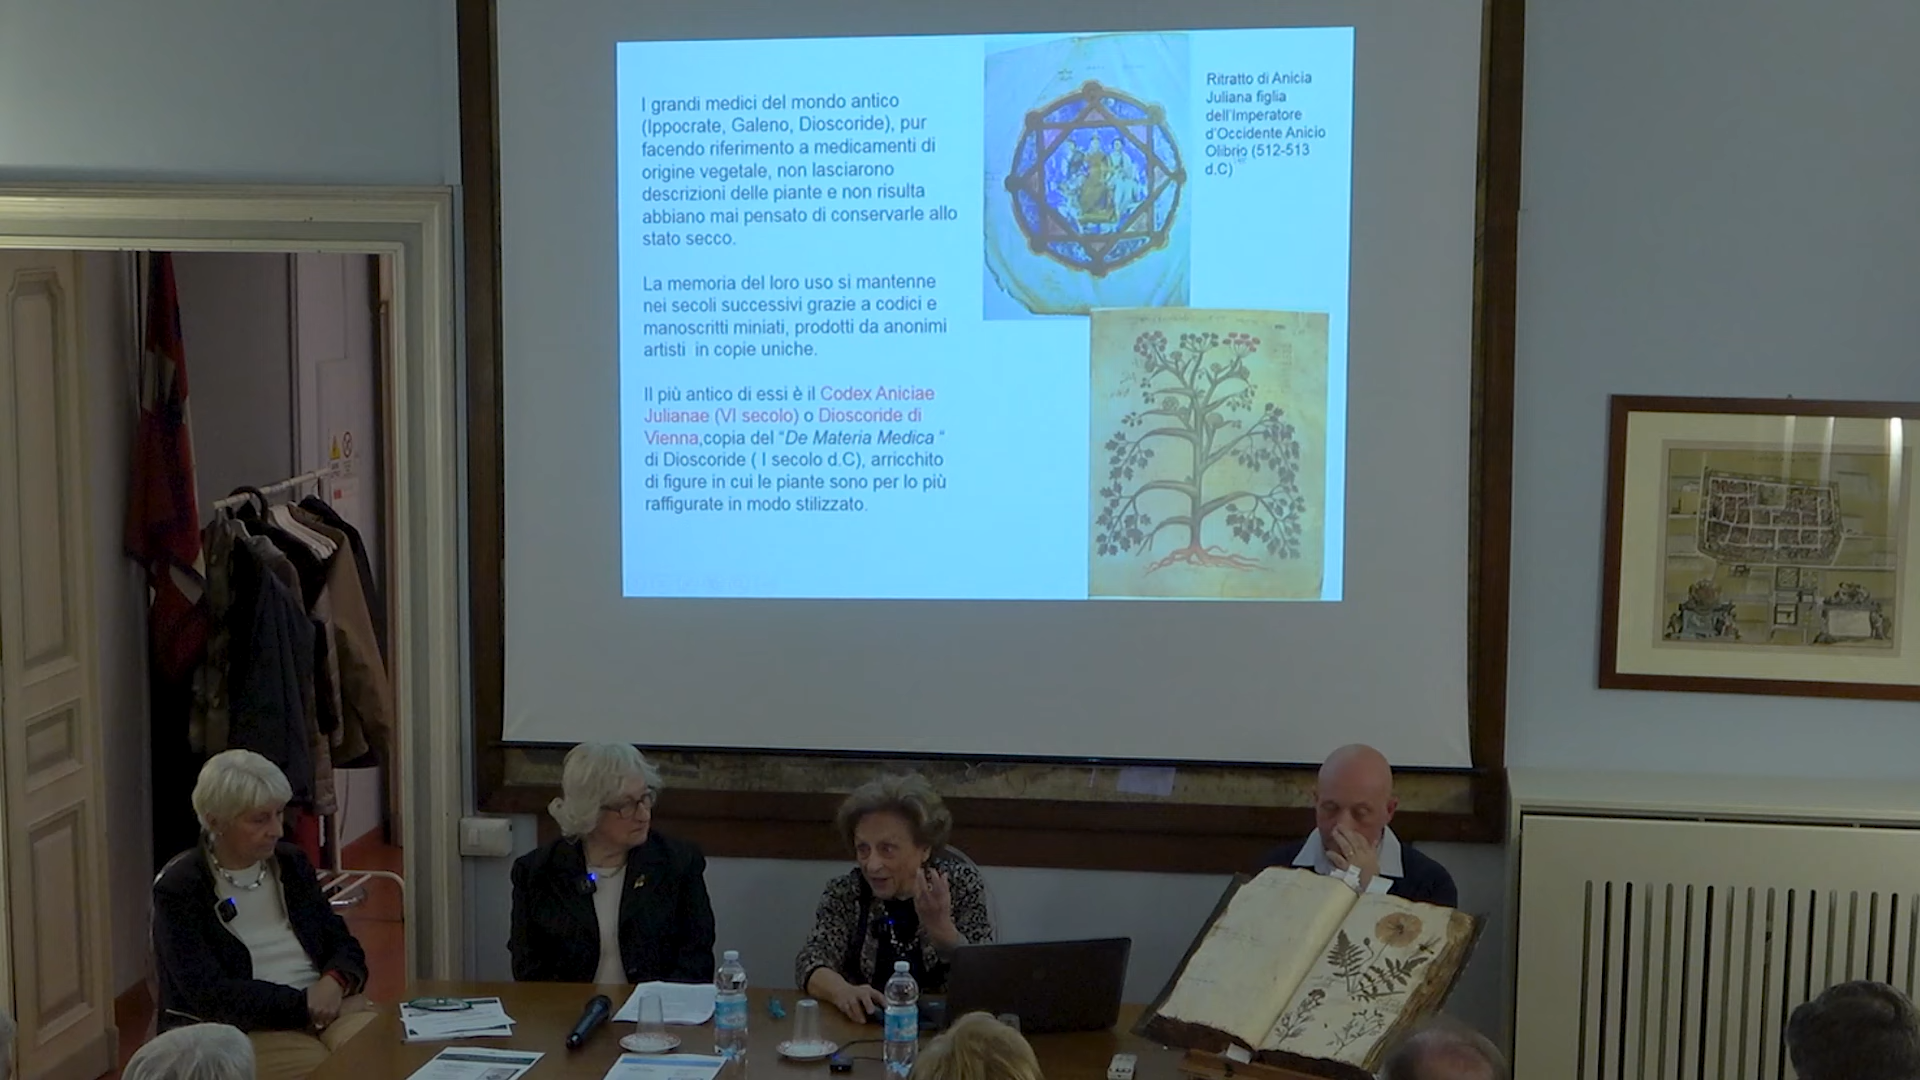 I grandi medici del mondo antico
(Ippocrate, Galeno, Dioscoride), pur
facendo riferimento a medicamenti di
origine vegetale, non lasciarono
descrizioni delle piante e non risulta
abbiano mai pensato di conservarle allo
stato secco.
La memoria del loro uso si mantenne
nei secoli successivi grazie a codici e
manoscritti miniati, prodotti da anonimi
artisti in copie uniche.
Il più antico di essi è il Codex Aniciae
Julianae (VI secolo) o Dioscoride di
Vienna,copia del "De Materia Medica "
di Dioscoride ( I secolo d.C), arricchito
di figure in cui le piante sono per lo più
raffigurate in modo stilizzato.
Ritratto di Anicia
Juliana figlia
dell'Imperatore
d'Occidente Anicio
Olibrio (512-513
d.C)